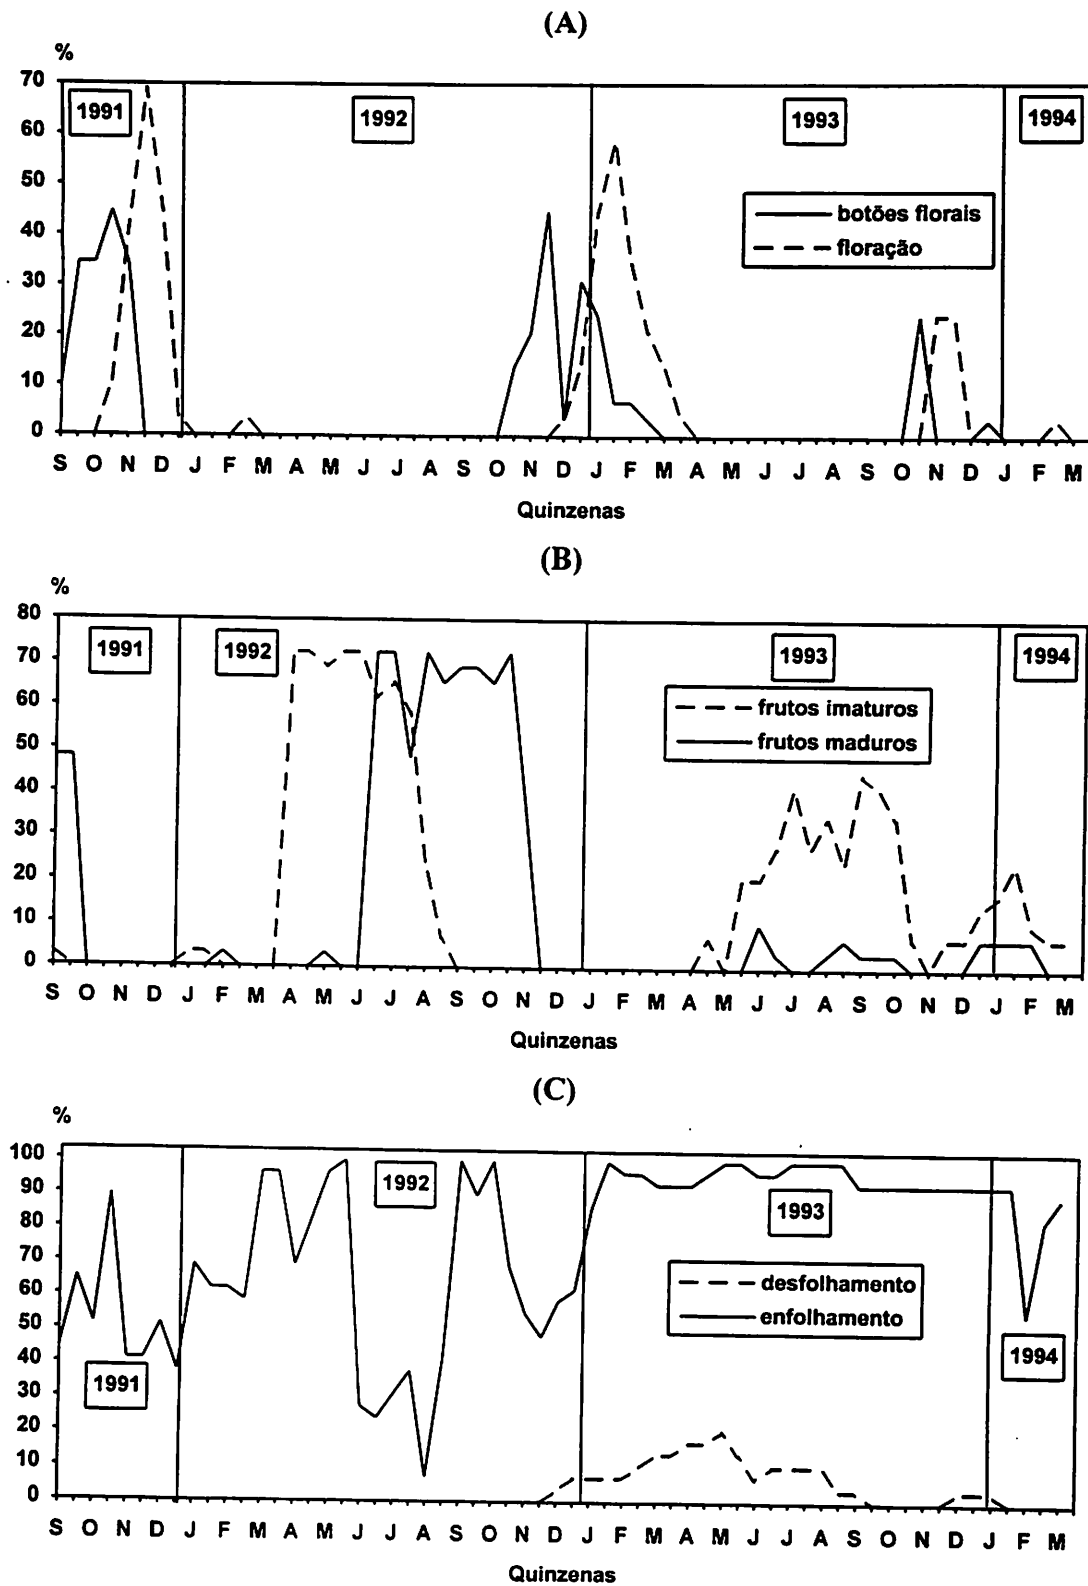 (A)
%
70
60
50
40
30
20
10
0
1991
1992
1993
1994
botões florais
floração
S O N D J F M A M J J A S O N D J F M A M J J A S O N D J F M
Quinzenas
(B)
%
80
70
60
50
40
30
20
10
0
1991
1992
1993
1994
frutos imaturos
frutos maduros
S O N D J F M A M J J A S O N D J F M A M J J A S O N D J F M
Quinzenas
(C)
%
100
90
80
70
60
50
40
30
20
10
0
1992
1993
desfolhamento
enfolhamento
1991
1994
S O N D J F M A M J J A S O N D J F M A M J J A S O N D J F M
Quinzenas